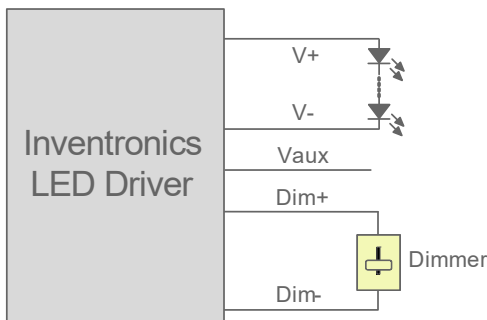 V+
V-
Inventronics
LED Driver
Vaux
Dim+
Dimmer
Dim-